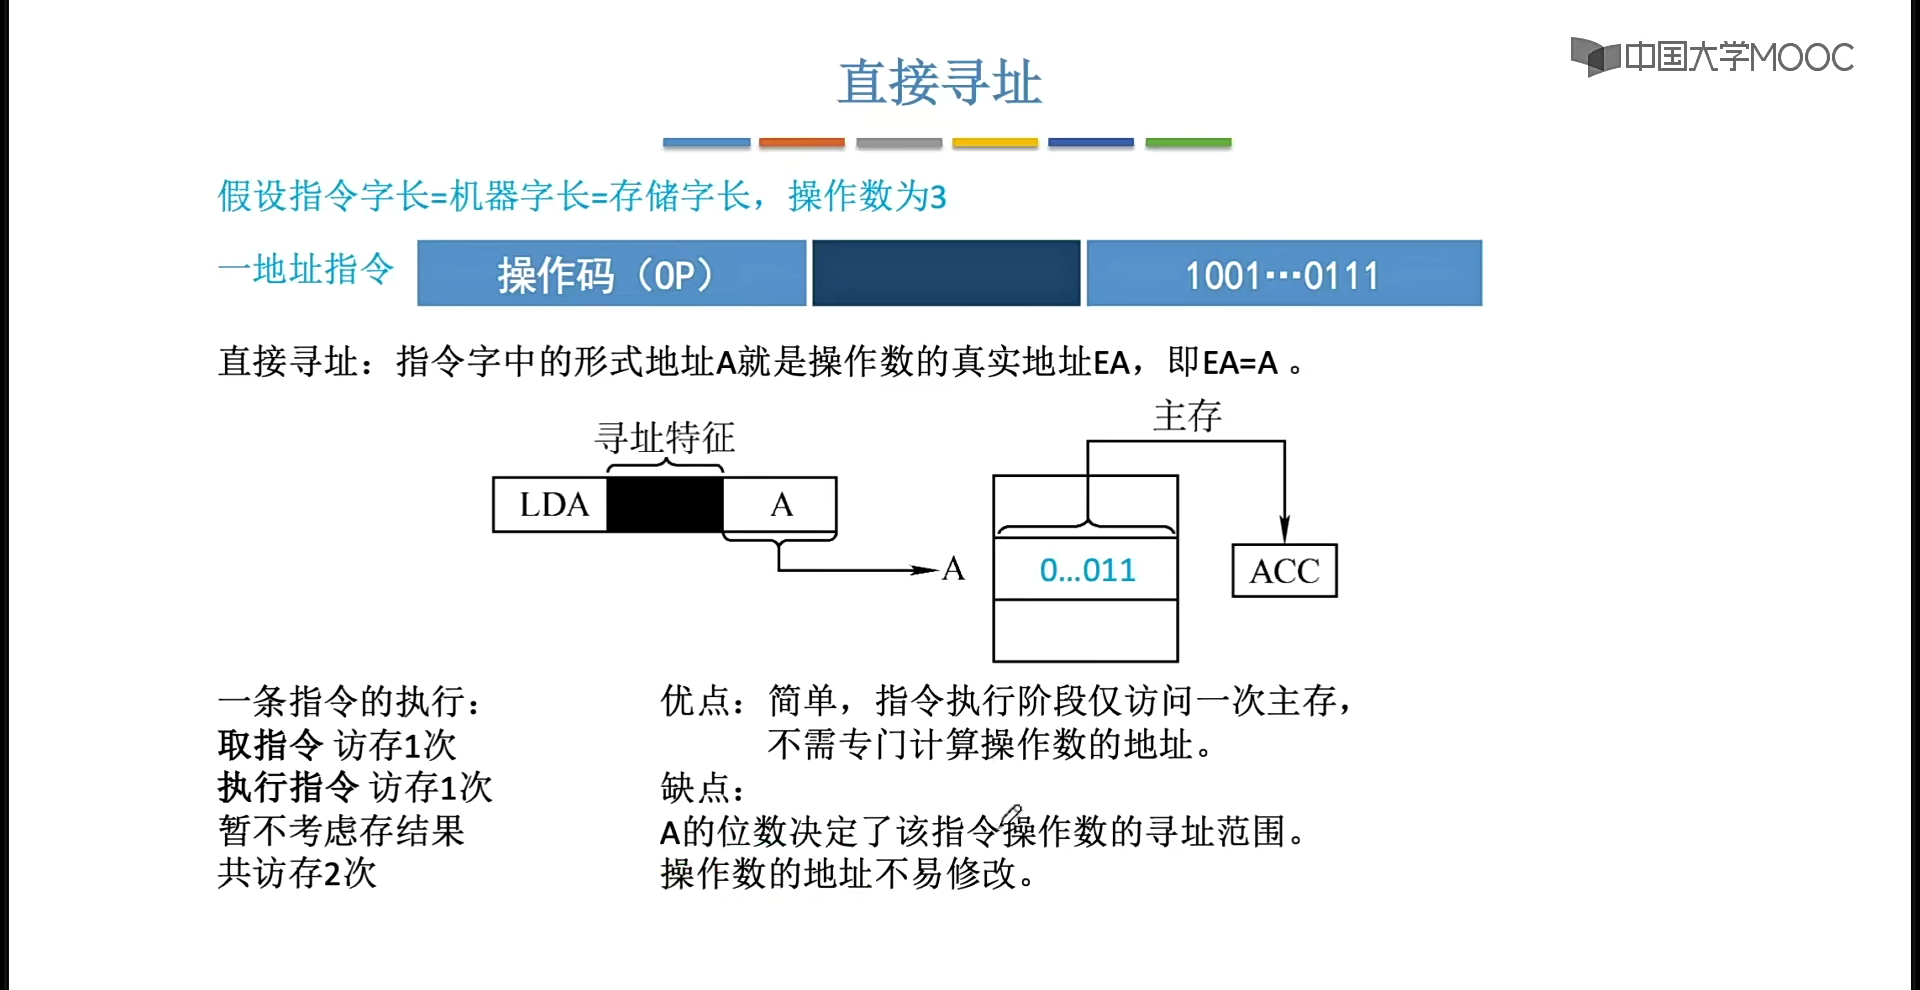 中国大学MOOC
直接寻址
假设指令字长=机器字长=存储字长，操作数为3
一地址指令 操作码（OP） 1001…0111
直接寻址：指令字中的形式地址A就是操作数的真实地址EA，即EA=A 。
主存
寻址特征
LDA A
A 0…011 ACC
一条指令的执行：
取指令 访存1次
执行指令 访存1次
暂不考虑存结果
共访存2次
优点：简单，指令执行阶段仅访问一次主存，
不需专门计算操作数的地址。
缺点：
A的位数决定了该指令操作数的寻址范围。
操作数的地址不易修改。